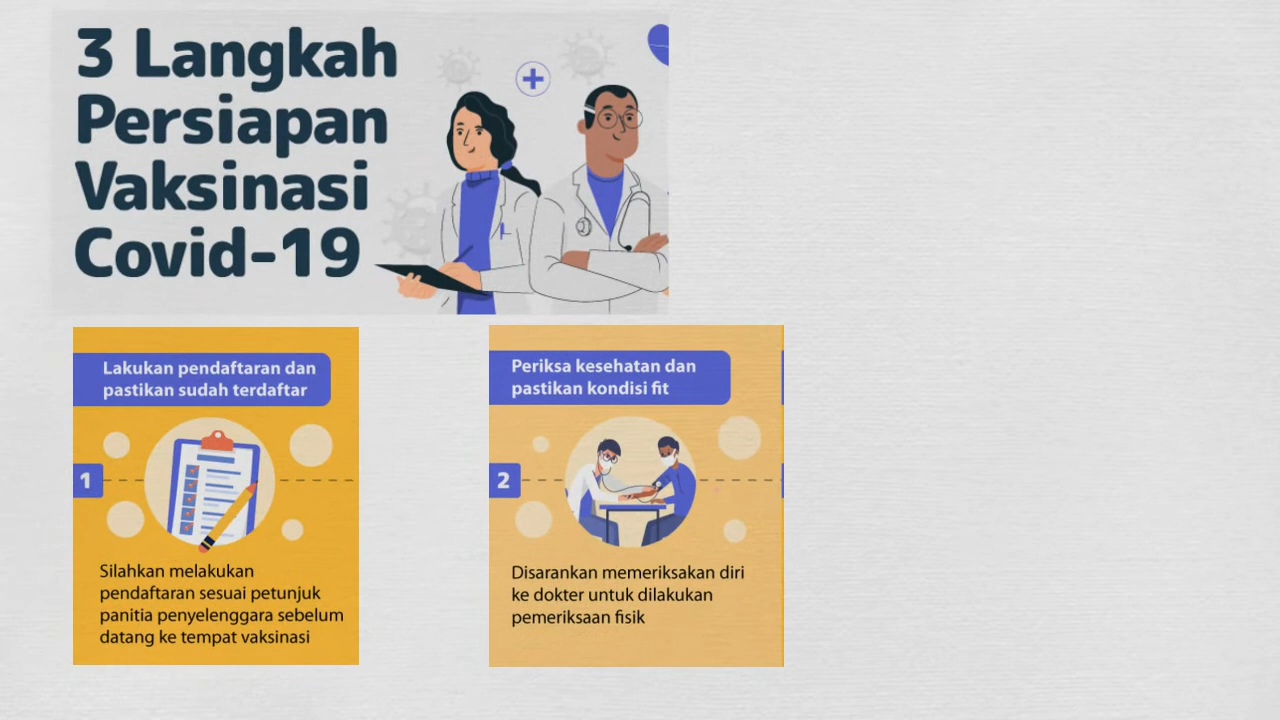 3 Langkah
Persiapan
Vaksinasi
Covid-19
Lakukan pendaftaran dan
pastikan sudah terdaftar
1
Silahkan melakukan
pendaftaran sesuai petunjuk
panitia penyelenggara sebelum
datang ke tempat vaksinasi
Periksa kesehatan dan
pastikan kondisi fit
2
Disarankan memeriksakan diri
ke dokter untuk dilakukan
pemeriksaan fisik